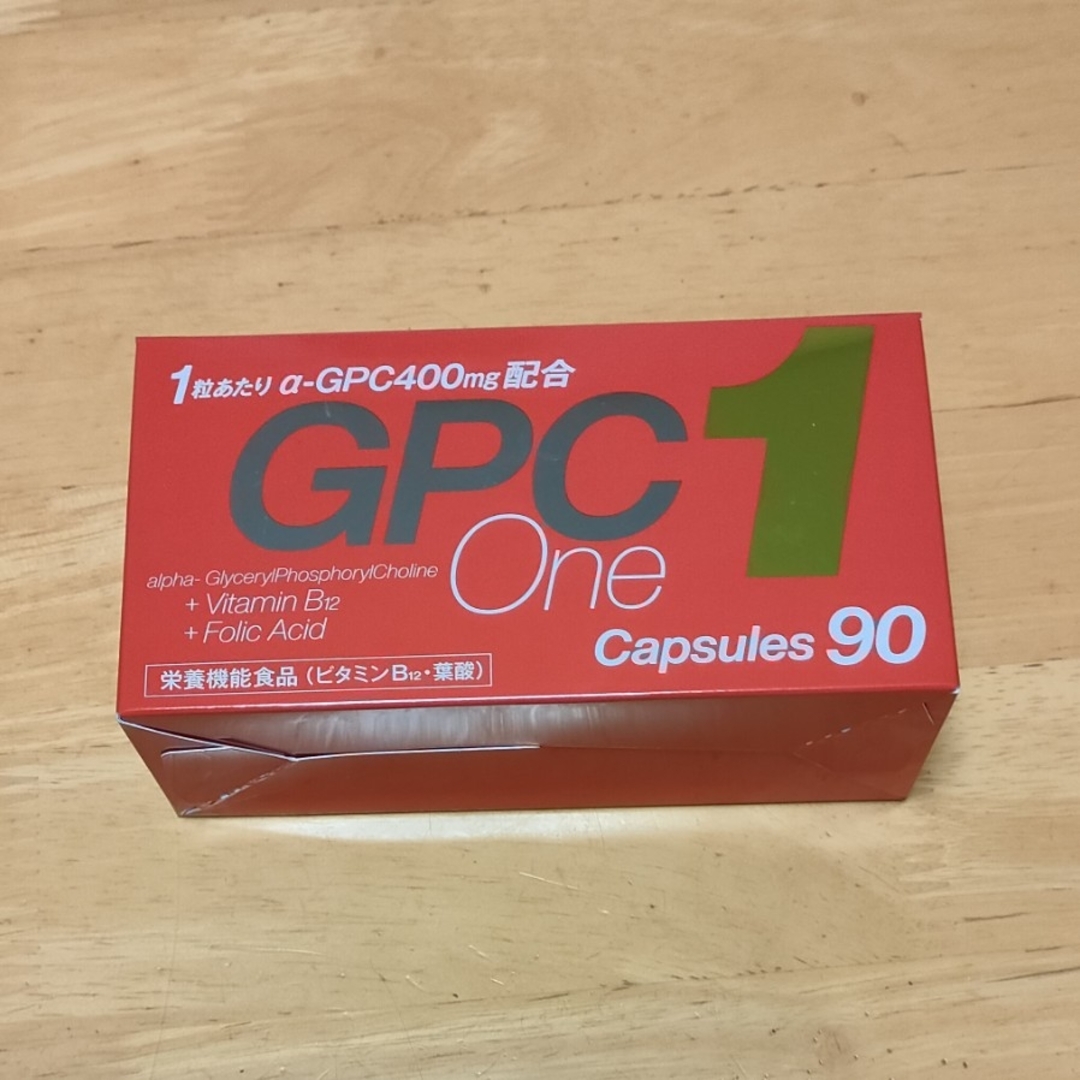 1粒あたり α-GPC400mg配合
GPC1
One
alpha- GlycerylPhosphorylCholine
+ Vitamin B12
+ Folic Acid
Capsules 90
栄養機能食品（ビタミンB12・葉酸）